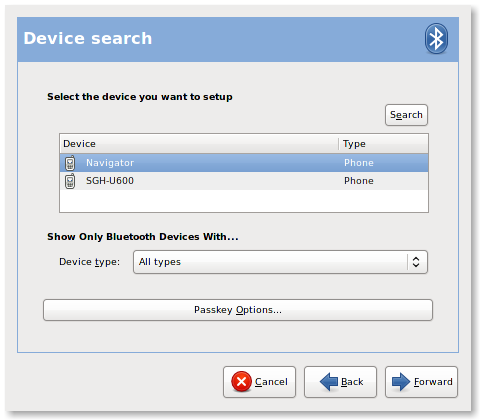 Device search
Select the device you want to setup
Search
Device Type
Navigator Phone
SGH-U600 Phone
Show Only Bluetooth Devices With...
Device type: All types
Passkey Options...
Cancel Back Forward